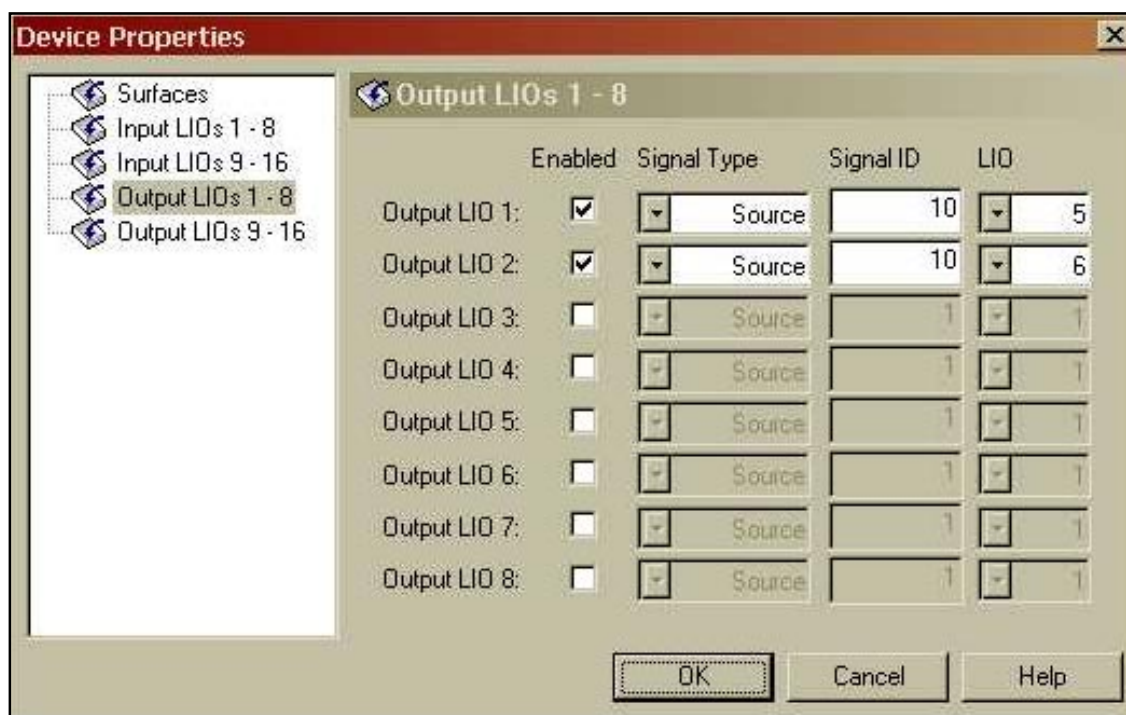 Device Properties
Surfaces
Input LIOs 1 - 8
Input LIOs 9 - 16
Output LIOs 1 - 8
Output LIOs 9 - 16
Output LIOs 1 - 8
Enabled Signal Type Signal ID LIO
Output LIO 1: Source 10 5
Output LIO 2: Source 10 6
Output LIO 3: Source 1 1
Output LIO 4: Source 1 1
Output LIO 5: Source 1 1
Output LIO 6: Source 1 1
Output LIO 7: Source 1 1
Output LIO 8: Source 1 1
OK Cancel Help